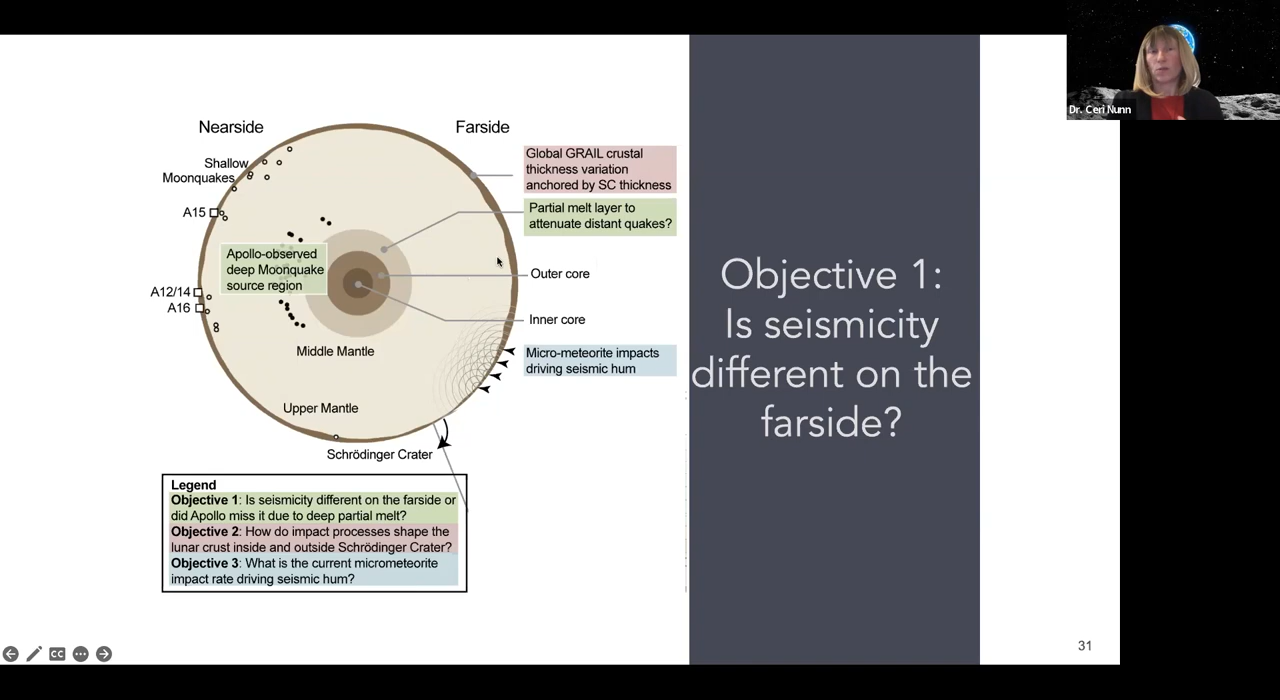 Nearside
Farside
Shallow
Moonquakes
A15
A12/14
A16
Apollo-observed
deep Moonquake
source region
Middle Mantle
Upper Mantle
Schrödinger Crater
Global GRAIL crustal
thickness variation
anchored by SC thickness
Partial melt layer to
attenuate distant quakes?
Outer core
Inner core
Micro-meteorite impacts
driving seismic hum
Legend
Objective 1: Is seismicity different on the farside or
did Apollo miss it due to deep partial melt?
Objective 2: How do impact processes shape the
lunar crust inside and outside Schrödinger Crater?
Objective 3: What is the current micrometeorite
impact rate driving seismic hum?
Objective 1:
Is seismicity
different on the
farside?
Dr. Ceri Nunn
CC
31